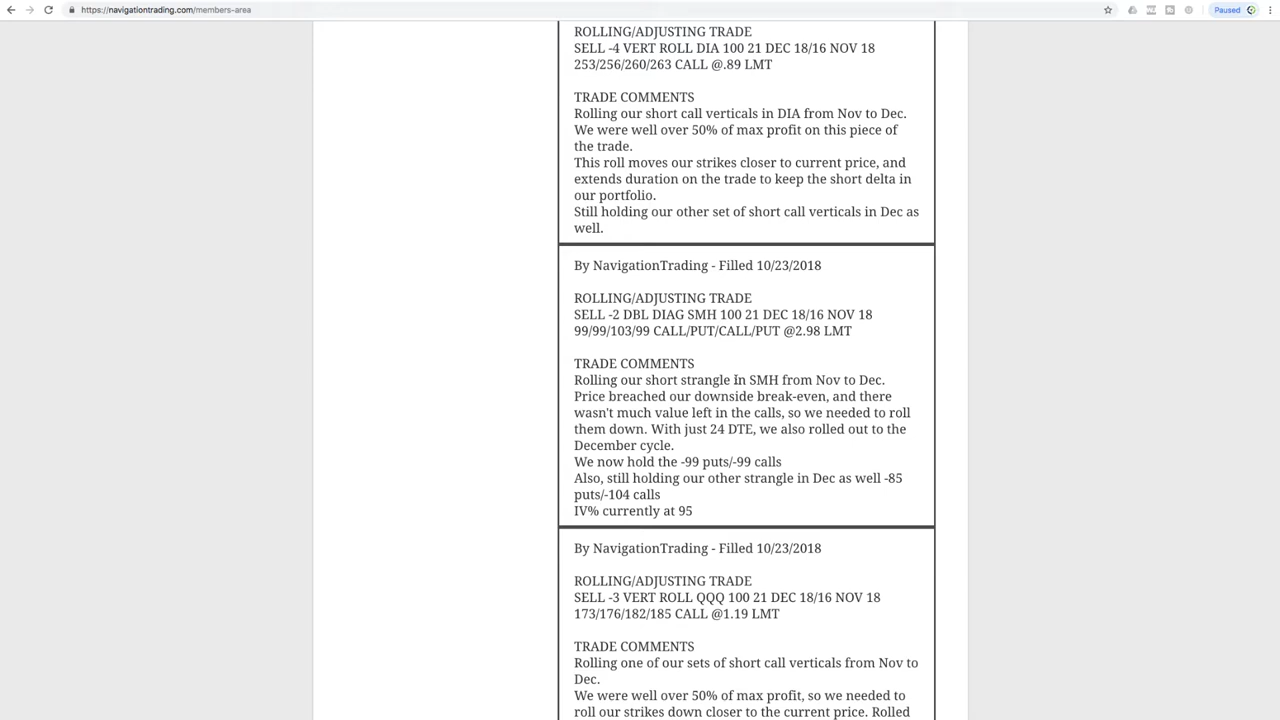 https://navigationtrading.com/members-area
Paused
ROLLING/ADJUSTING TRADE
SELL -4 VERT ROLL DIA 100 21 DEC 18/16 NOV 18
253/256/260/263 CALL @.89 LMT
TRADE COMMENTS
Rolling our short call verticals in DIA from Nov to Dec.
We were well over 50% of max profit on this piece of
the trade.
This roll moves our strikes closer to current price, and
extends duration on the trade to keep the short delta in
our portfolio.
Still holding our other set of short call verticals in Dec as
well.
By NavigationTrading - Filled 10/23/2018
ROLLING/ADJUSTING TRADE
SELL -2 DBL DIAG SMH 100 21 DEC 18/16 NOV 18
99/99/103/99 CALL/PUT/CALL/PUT @2.98 LMT
TRADE COMMENTS
Rolling our short strangle in SMH from Nov to Dec.
Price breached our downside break-even, and there
wasn't much value left in the calls, so we needed to roll
them down. With just 24 DTE, we also rolled out to the
December cycle.
We now hold the -99 puts/-99 calls
Also, still holding our other strangle in Dec as well -85
puts/-104 calls
IV% currently at 95
By NavigationTrading - Filled 10/23/2018
ROLLING/ADJUSTING TRADE
SELL -3 VERT ROLL QQQ 100 21 DEC 18/16 NOV 18
173/176/182/185 CALL @1.19 LMT
TRADE COMMENTS
Rolling one of our sets of short call verticals from Nov to
Dec.
We were well over 50% of max profit, so we needed to
roll our strikes down closer to the current price. Rolled